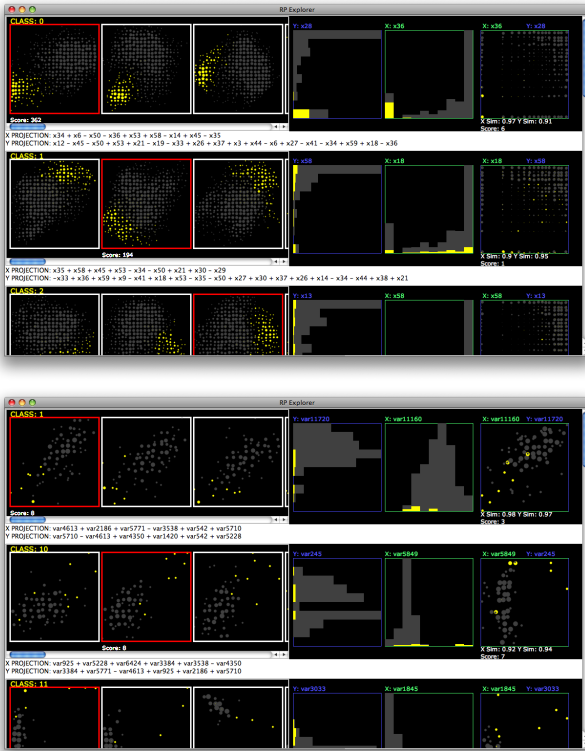 RP Explorer
CLASS: 0
Y: x28
X: x36
X: x36 Y: x28
Score: 362
X Sim: 0.97 Y Sim: 0.91
Score: 6
X PROJECTION: x34 + x6 - x50 - x36 + x53 + x58 - x14 + x45 - x35
Y PROJECTION: x12 - x45 - x50 + x53 + x21 - x19 - x33 + x26 + x37 + x3 + x44 - x6 + x27 - x41 - x34 + x59 + x18 - x36
CLASS: 1
Y: x58
X: x18
X: x18 Y: x58
Score: 194
X Sim: 0.9 Y Sim: 0.95
Score: 1
X PROJECTION: x35 + x58 + x45 + x53 - x34 - x50 + x21 + x30 - x29
Y PROJECTION: -x33 + x36 + x59 + x9 - x41 + x18 + x53 - x35 - x50 + x27 + x30 + x37 + x26 + x14 - x34 - x44 + x38 + x21
CLASS: 2
Y: x13
X: x58
X: x58 Y: x13
RP Explorer
CLASS: 1
Y: var11720
X: var11160
X: var11160 Y: var11720
Score: 8
X Sim: 0.98 Y Sim: 0.97
Score: 3
X PROJECTION: var4613 + var2186 + var5771 - var3538 + var542 + var5710
Y PROJECTION: var5710 - var4613 + var4350 + var1420 + var542 + var5228
CLASS: 10
Y: var245
X: var5849
X: var5849 Y: var245
Score: 8
X Sim: 0.92 Y Sim: 0.94
Score: 7
X PROJECTION: var925 + var5228 + var6424 + var3384 + var3538 - var4350
Y PROJECTION: var3384 + var5771 - var4613 + var925 + var2186 + var5710
CLASS: 11
Y: var3033
X: var1845
X: var1845 Y: var3033